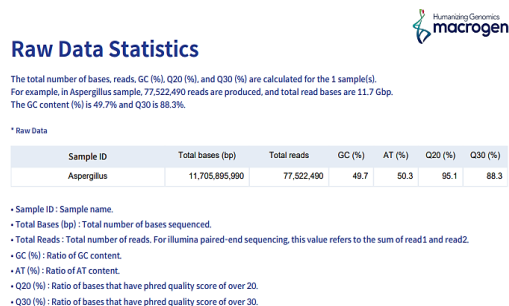 Humanizing Genomics
macrogen
Raw Data Statistics
The total number of bases, reads, GC (%), Q20 (%), and Q30 (%) are calculated for the 1 sample(s).
For example, in Aspergillus sample, 77,522,490 reads are produced, and total read bases are 11.7 Gbp.
The GC content (%) is 49.7% and Q30 is 88.3%.
* Raw Data
Sample ID Total bases (bp) Total reads GC (%) AT (%) Q20 (%) Q30 (%)
Aspergillus 11,705,895,990 77,522,490 49.7 50.3 95.1 88.3
• Sample ID : Sample name.
• Total Bases (bp) : Total number of bases sequenced.
• Total Reads : Total number of reads. For illumina paired-end sequencing, this value refers to the sum of read1 and read2.
• GC (%) : Ratio of GC content.
• AT (%) : Ratio of AT content.
• Q20 (%) : Ratio of bases that have phred quality score of over 20.
• Q30 (%) : Ratio of bases that have phred quality score of over 30.